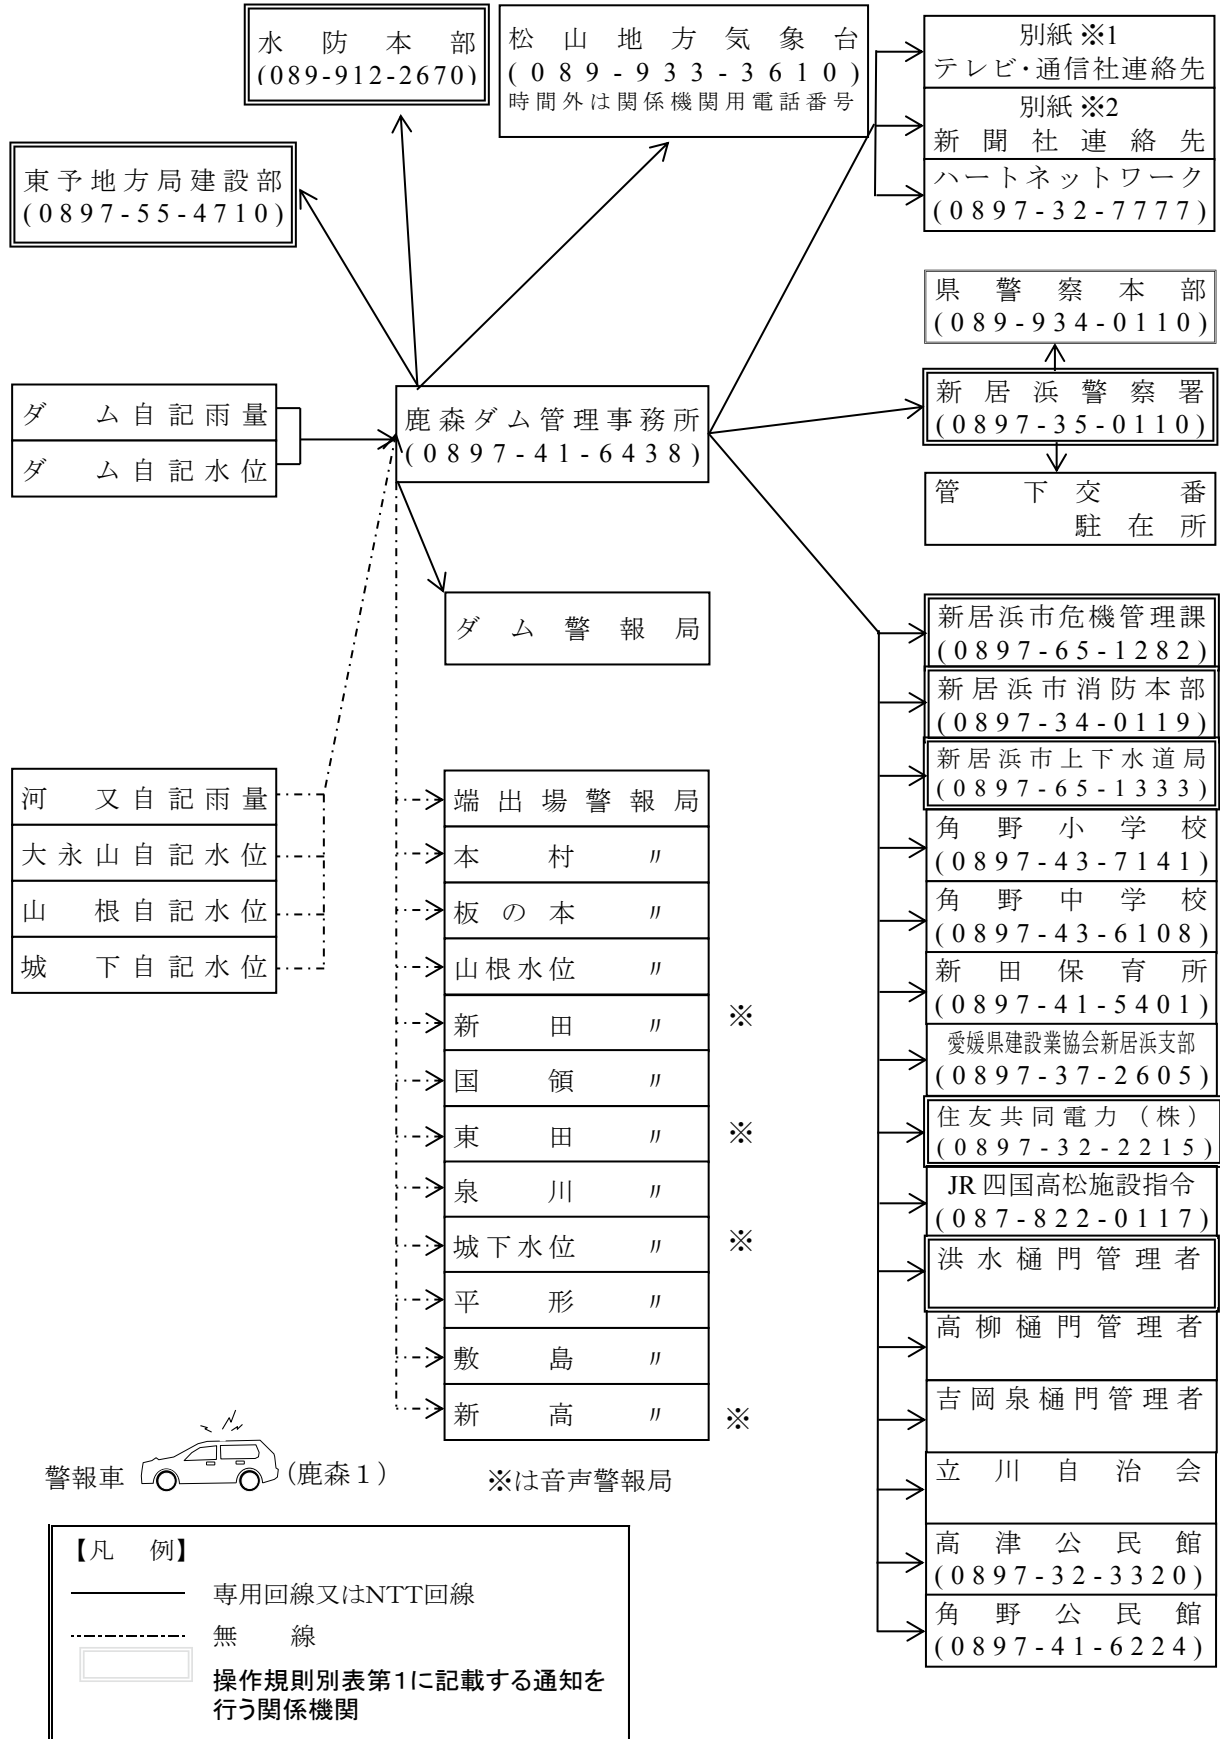 水防本部
(089-912-2670)
松山地方気象台
(089-933-3610)
時間外は関係機関用電話番号
別紙※1
テレビ・通信社連絡先
別紙※2
新聞社連絡先
ハートネットワーク
(0897-32-7777)
東予地方局建設部
(0897-55-4710)
県警察本部
(089-934-0110)
新居浜警察署
(0897-35-0110)
管下交番
駐在所
ダム自記雨量
ダム自記水位
鹿森ダム管理事務所
(0897-41-6438)
ダム警報局
河又自記雨量
大永山自記水位
山根自記水位
城下自記水位
端出場警報局
本村〃
板の本〃
山根水位〃
新田〃 ※
国領〃
東田〃 ※
泉川〃
城下水位〃 ※
平形〃
敷島〃
新高〃 ※
新居浜市危機管理課
(0897-65-1282)
新居浜市消防本部
(0897-34-0119)
新居浜市上下水道局
(0897-65-1333)
角野小学校
(0897-43-7141)
角野中学校
(0897-43-6108)
新田保育所
(0897-41-5401)
愛媛県建設業協会新居浜支部
(0897-37-2605)
住友共同電力（株）
(0897-32-2215)
JR四国高松施設指令
(087-822-0117)
洪水樋門管理者
高柳樋門管理者
吉岡泉樋門管理者
立川自治会
高津公民館
(0897-32-3320)
角野公民館
(0897-41-6224)
警報車 (鹿森１)
※は音声警報局
【凡　例】
専用回線又はNTT回線
無　線
操作規則別表第1に記載する通知を
行う関係機関